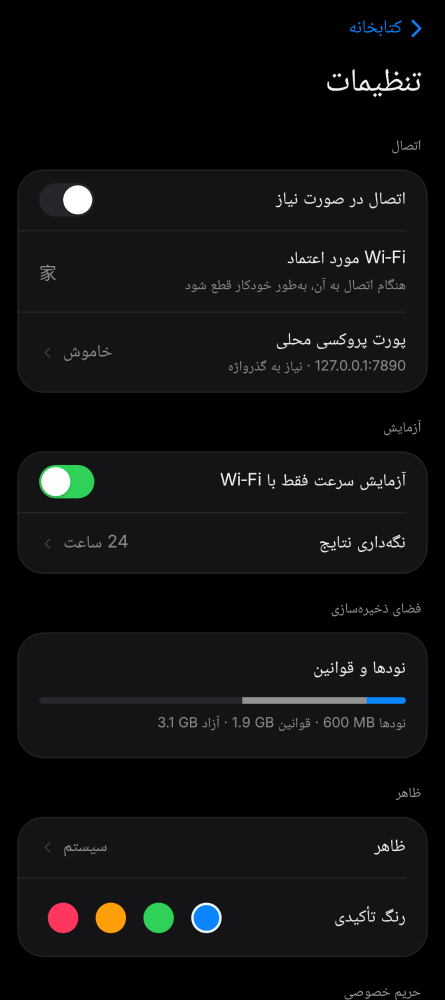 کتابخانه
تنظیمات
اتصال
اتصال در صورت نیاز
Wi-Fi مورد اعتماد
家
هنگام اتصال به آن، به‌طور خودکار قطع شود
پورت پروکسی محلی
خاموش
127.0.0.1:7890 · نیاز به گذرواژه
آزمایش
آزمایش سرعت فقط با Wi-Fi
نگه‌داری نتایج
24 ساعت
فضای ذخیره‌سازی
نودها و قوانین
نودها 600 MB · قوانین 1.9 GB · آزاد 3.1 GB
ظاهر
ظاهر
سیستم
رنگ تأکیدی
حریم خصوصی